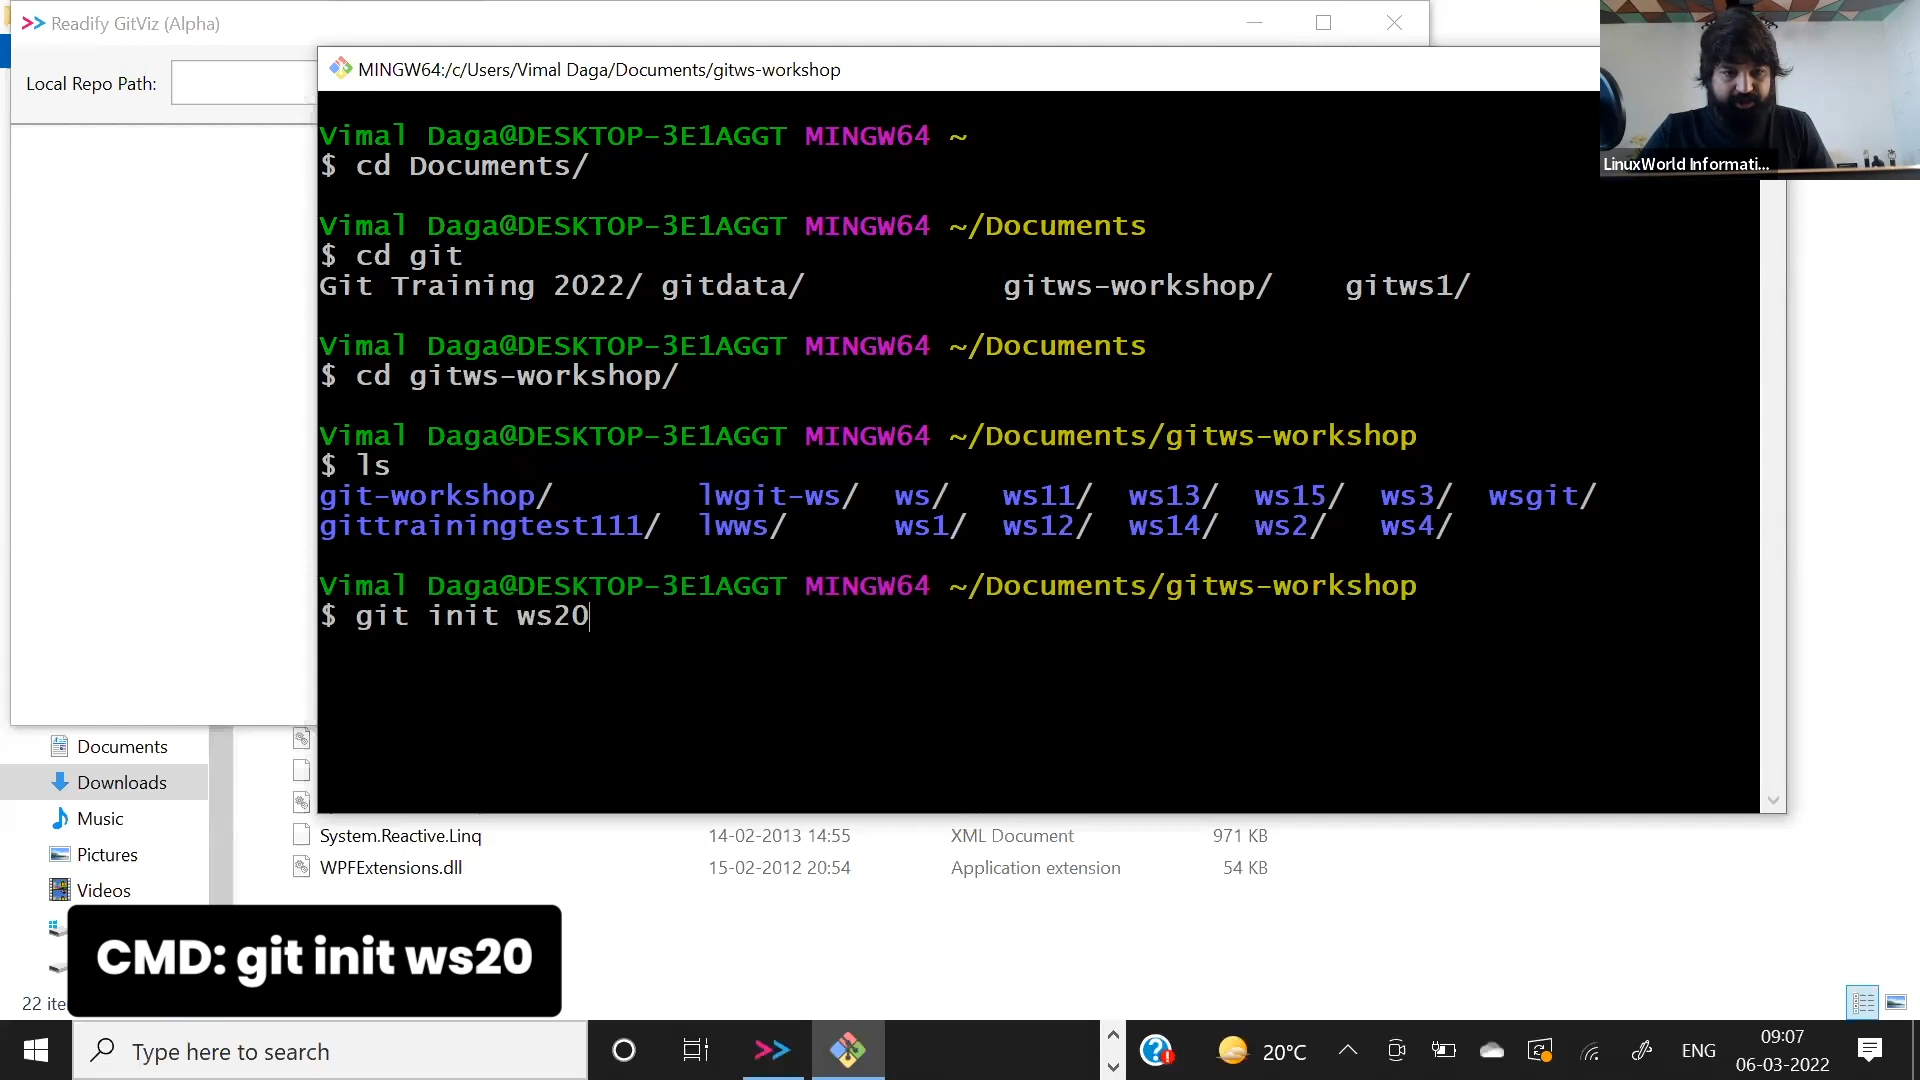 Readify GitViz (Alpha)
Local Repo Path:
MINGW64:/c/Users/Vimal Daga/Documents/gitws-workshop
Vimal Daga@DESKTOP-3E1AGGT MINGW64 ~
$ cd Documents/
Vimal Daga@DESKTOP-3E1AGGT MINGW64 ~/Documents
$ cd git
Git Training 2022/ gitdata/ gitws-workshop/ gitws1/
Vimal Daga@DESKTOP-3E1AGGT MINGW64 ~/Documents
$ cd gitws-workshop/
Vimal Daga@DESKTOP-3E1AGGT MINGW64 ~/Documents/gitws-workshop
$ ls
git-workshop/ lwgit-ws/ ws/ ws11/ ws13/ ws15/ ws3/ wsgit/
gittrainingtest111/ lwws/ ws1/ ws12/ ws14/ ws2/ ws4/
Vimal Daga@DESKTOP-3E1AGGT MINGW64 ~/Documents/gitws-workshop
$ git init ws20
LinuxWorld Informati...
Documents
Downloads
Music
Pictures
Videos
System.Reactive.Linq 14-02-2013 14:55 XML Document 971 KB
WPFExtensions.dll 15-02-2012 20:54 Application extension 54 KB
CMD: git init ws20
22 ite
Type here to search
20°C
ENG
09:07
06-03-2022